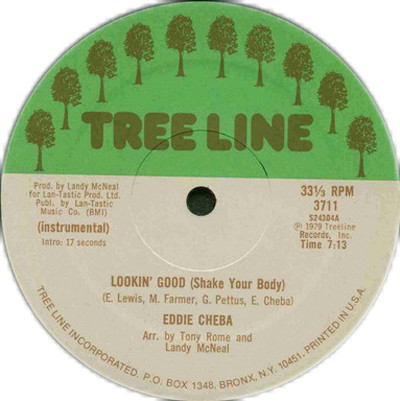 TREE LINE
Prod. by Landy McNeal
for Lan-Tastic Prod. Ltd.
Publ. by Lan-Tastic
Music Co. (BMI)
(instrumental)
Intro: 17 seconds
33⅓ RPM
3711
S24304A
℗ 1979 Treeline
Records, Inc.
Time 7:13
LOOKIN' GOOD (Shake Your Body)
(E. Lewis, M. Farmer, G. Pettus, E. Cheba)
EDDIE CHEBA
Arr. by Tony Rome and
Landy McNeal
TREE LINE INCORPORATED. P.O. BOX 1348, BRONX, N.Y. 10451. PRINTED IN U.S.A.